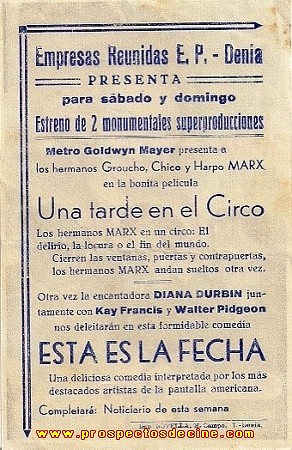 Empresas Reunidas E. P. - Denia
PRESENTA
para sábado y domingo
Estreno de 2 monumentales superproducciones
Metro Goldwyn Mayer presenta a
los hermanos Groucho, Chico y Harpo MARX
en la bonita película
Una tarde en el Circo
Los hermanos MARX en un circo: El
delirio, la locura o el fin del mundo.
Cierren las ventanas, puertas y contrapuertas,
los hermanos MARX andan sueltos otra vez.
Otra vez la encantadora DIANA DURBIN jun-
tamente con Kay Francis y Walter Pidgeon
nos deleitarán en esta formidable comedia
ESTA ES LA FECHA
Una deliciosa comedia interpretada por los más
destacados artistas de la pantalla americana.
Completará: Noticiario de esta semana
www.prospectosdecine.com